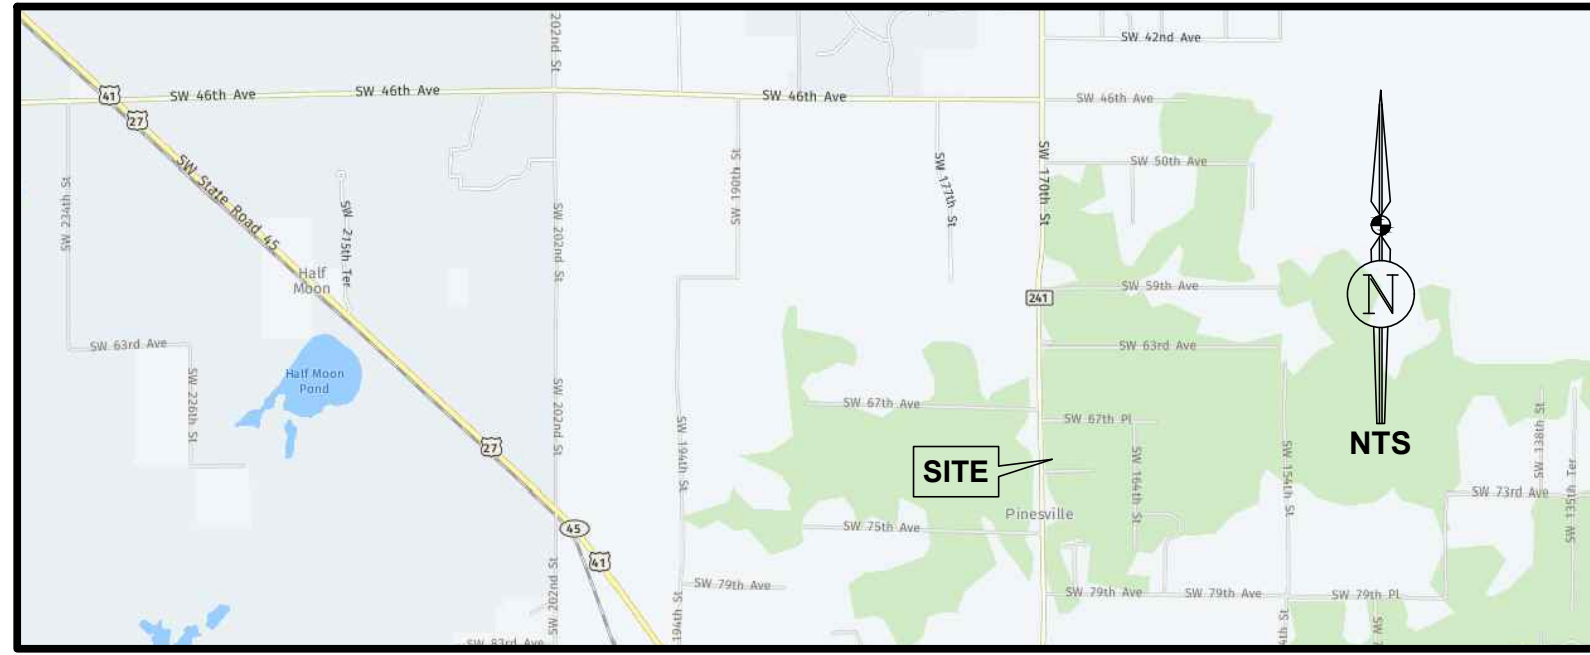 202nd St
SW 42nd Ave
41
SW 46th Ave
SW 46th Ave
SW 46th Ave
SW 46th Ave
27
SW State Road 45
SW 234th St
SW 215th Ter
SW 202nd St
SW 190th St
SW 177th St
SW 170th St
SW 50th Ave
Half
Moon
241
SW 59th Ave
N
SW 63rd Ave
SW 63rd Ave
Half Moon
Pond
SW 226th St
SW 202nd St
SW 67th Ave
SW 67th Pl
NTS
27
SW 194th St
SITE
SW 164th St
SW 154th St
SW 138th St
SW 135th Ter
SW 73rd Ave
Pinesville
45
SW 75th Ave
41
SW 202nd St
SW 79th Ave
SW 79th Ave
SW 79th Ave
SW 79th Pl
194th St
4th St
SW
SW 83rd Ave